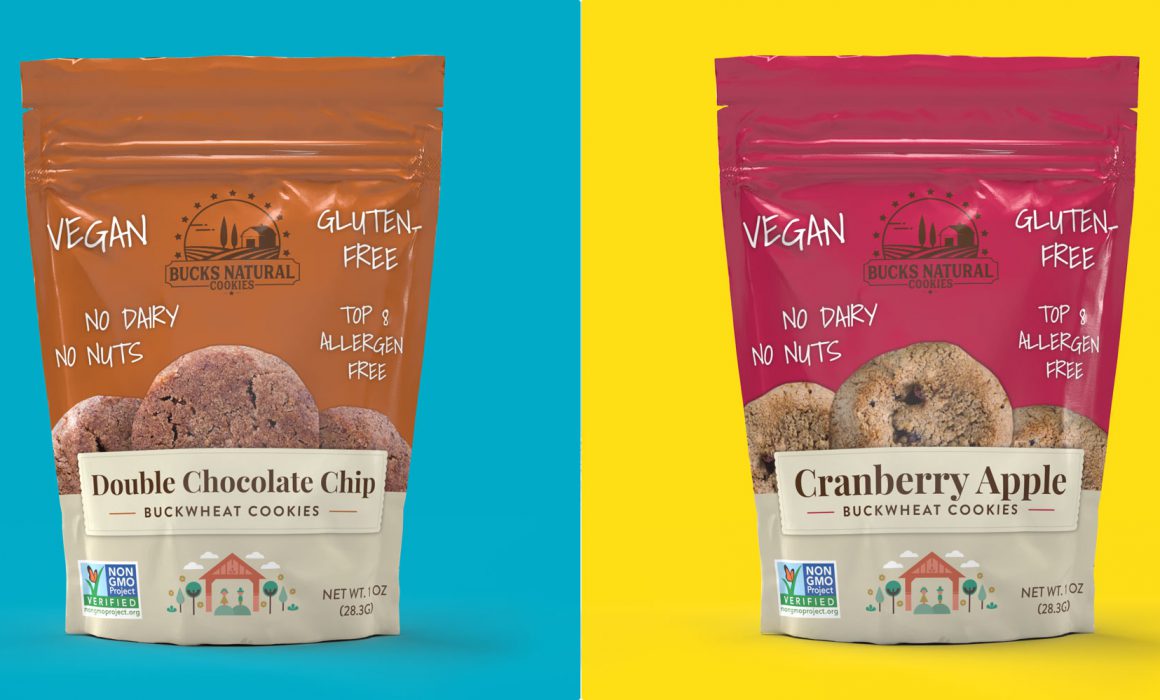 VEGAN
GLUTEN-
FREE
BUCKS NATURAL
COOKIES
NO DAIRY
NO NUTS
TOP 8
ALLERGEN
FREE
Double Chocolate Chip
BUCKWHEAT COOKIES
NON
GMO
Project
VERIFIED
nongmoproject.org
NET WT. 1 OZ
(28.3G)
VEGAN
GLUTEN-
FREE
BUCKS NATURAL
COOKIES
NO DAIRY
NO NUTS
TOP 8
ALLERGEN
FREE
Cranberry Apple
BUCKWHEAT COOKIES
NON
GMO
Project
VERIFIED
nongmoproject.org
NET WT. 1 OZ
(28.3G)